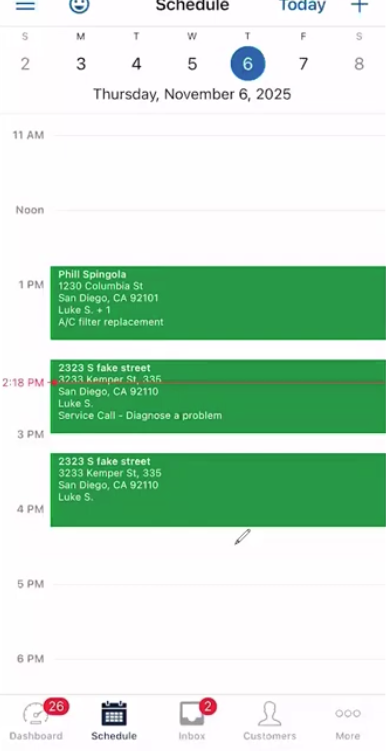 Schedule
Today
S M T W T F S
2 3 4 5 6 7 8
Thursday, November 6, 2025
11 AM
Noon
1 PM
Phill Spingola
1230 Columbia St
San Diego, CA 92101
Luke S. + 1
A/C filter replacement
2:18 PM
2323 S fake street
3233 Kemper St, 335
San Diego, CA 92110
Luke S.
Service Call - Diagnose a problem
3 PM
2323 S fake street
3233 Kemper St, 335
San Diego, CA 92110
Luke S.
4 PM
5 PM
6 PM
26
2
Dashboard
Schedule
Inbox
Customers
More